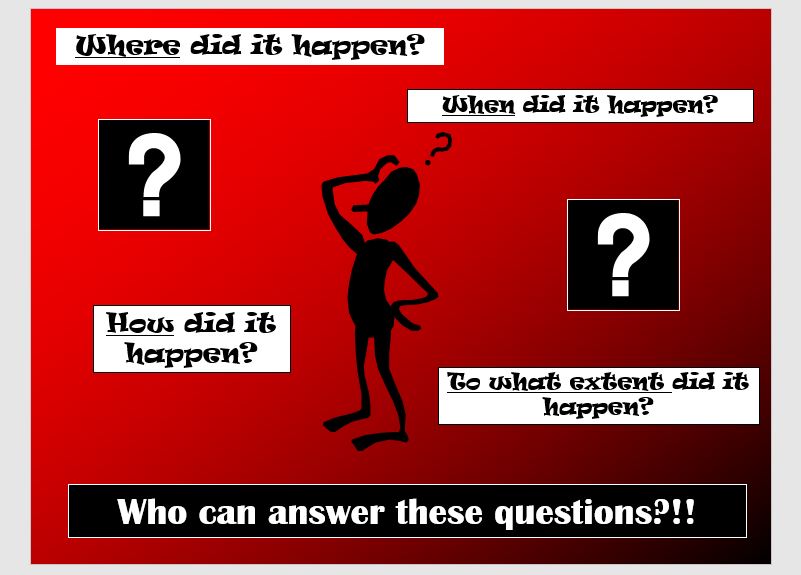 Where did it happen?
When did it happen?
?
?
?
How did it
happen?
To what extent did it
happen?
Who can answer these questions?!!